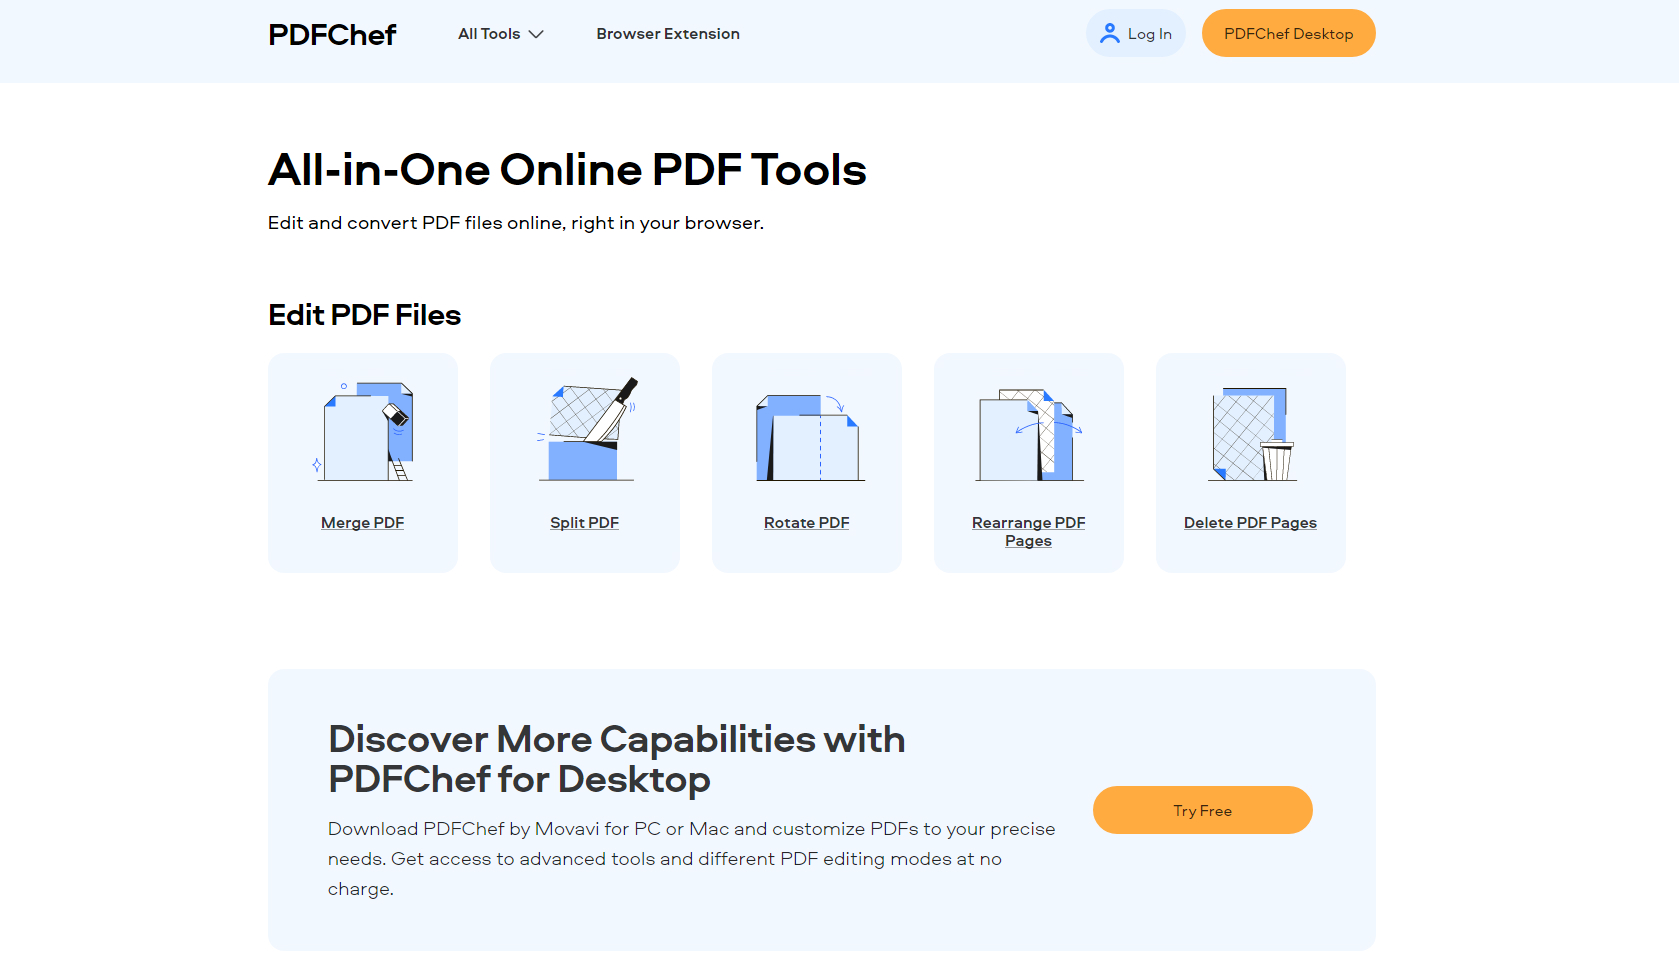 PDFChef
All Tools
Browser Extension
Log In
PDFChef Desktop
All-in-One Online PDF Tools
Edit and convert PDF files online, right in your browser.
Edit PDF Files
Merge PDF
Split PDF
Rotate PDF
Rearrange PDF
Pages
Delete PDF Pages
Discover More Capabilities with
PDFChef for Desktop
Download PDFChef by Movavi for PC or Mac and customize PDFs to your precise
needs. Get access to advanced tools and different PDF editing modes at no
charge.
Try Free